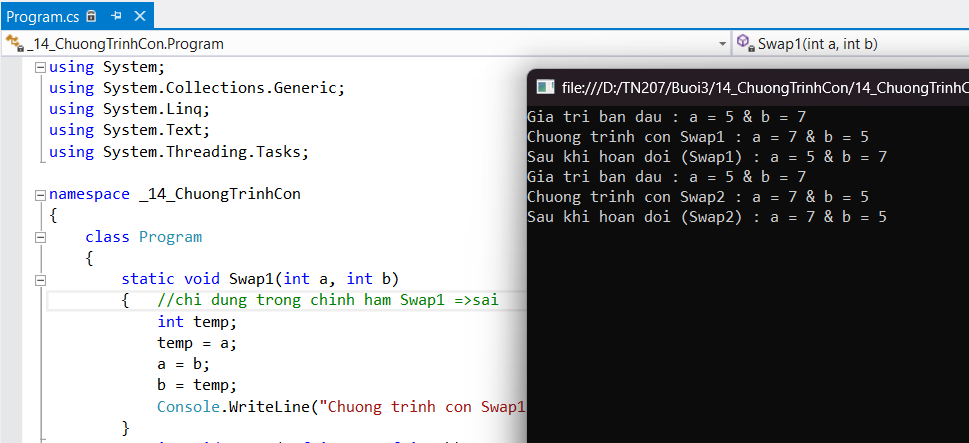 Program.cs
_14_ChuongTrinhCon.Program
Swap1(int a, int b)
using System;
using System.Collections.Generic;
using System.Linq;
using System.Text;
using System.Threading.Tasks;
namespace _14_ChuongTrinhCon
{
class Program
{
static void Swap1(int a, int b)
{ //chi dung trong chinh ham Swap1 =>sai
int temp;
temp = a;
a = b;
b = temp;
Console.WriteLine("Chuong trinh con Swap1
}
file:///D:/TN207/Buoi3/14_ChuongTrinhCon/14_ChuongTrinhC
Gia tri ban dau : a = 5 & b = 7
Chuong trinh con Swap1 : a = 7 & b = 5
Sau khi hoan doi (Swap1) : a = 5 & b = 7
Gia tri ban dau : a = 5 & b = 7
Chuong trinh con Swap2 : a = 7 & b = 5
Sau khi hoan doi (Swap2) : a = 7 & b = 5